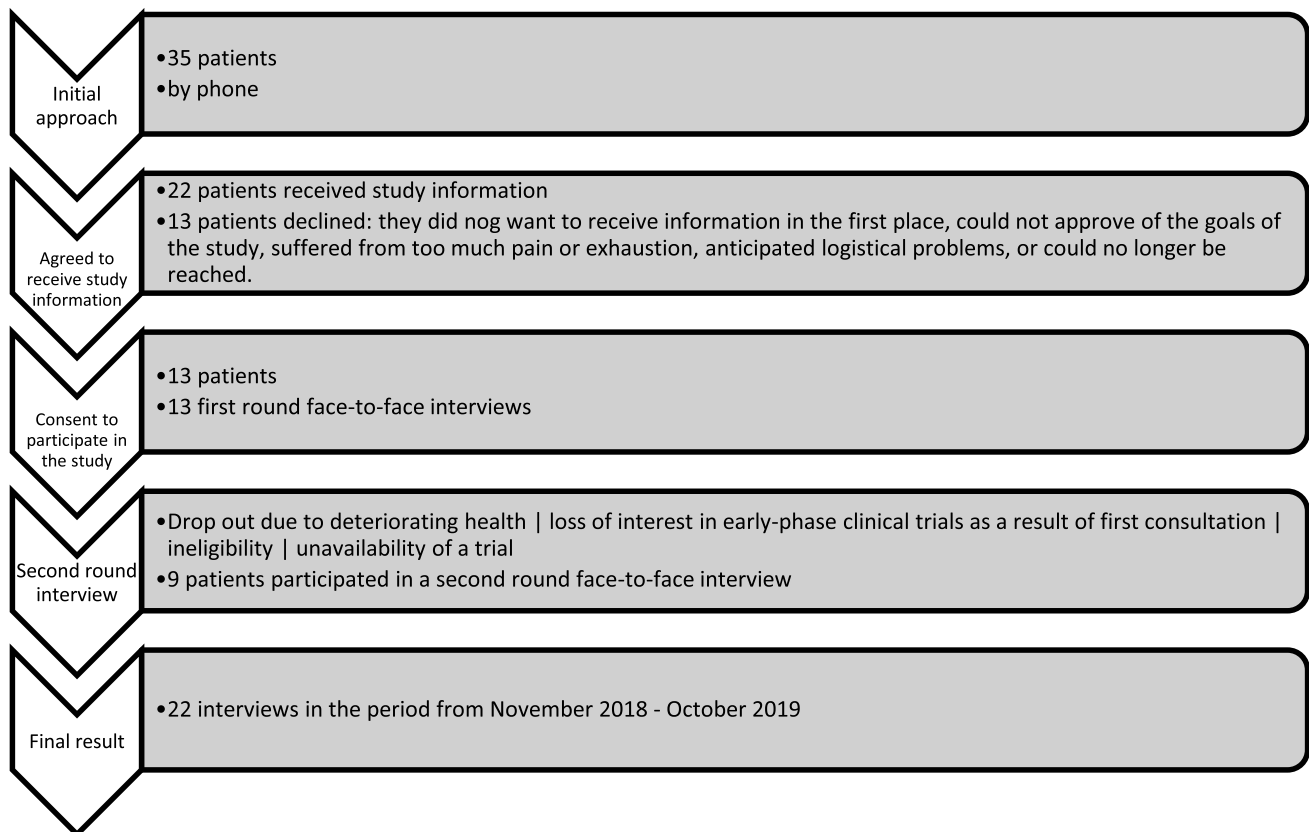 Initial
approach
•35 patients
•by phone
Agreed to
receive study
information
•22 patients received study information
•13 patients declined: they did nog want to receive information in the first place, could not approve of the goals of
the study, suffered from too much pain or exhaustion, anticipated logistical problems, or could no longer be
reached.
Consent to
participate in
the study
•13 patients
•13 first round face-to-face interviews
Second round
interview
•Drop out due to deteriorating health | loss of interest in early-phase clinical trials as a result of first consultation |
ineligibility | unavailability of a trial
•9 patients participated in a second round face-to-face interview
Final result
•22 interviews in the period from November 2018 - October 2019